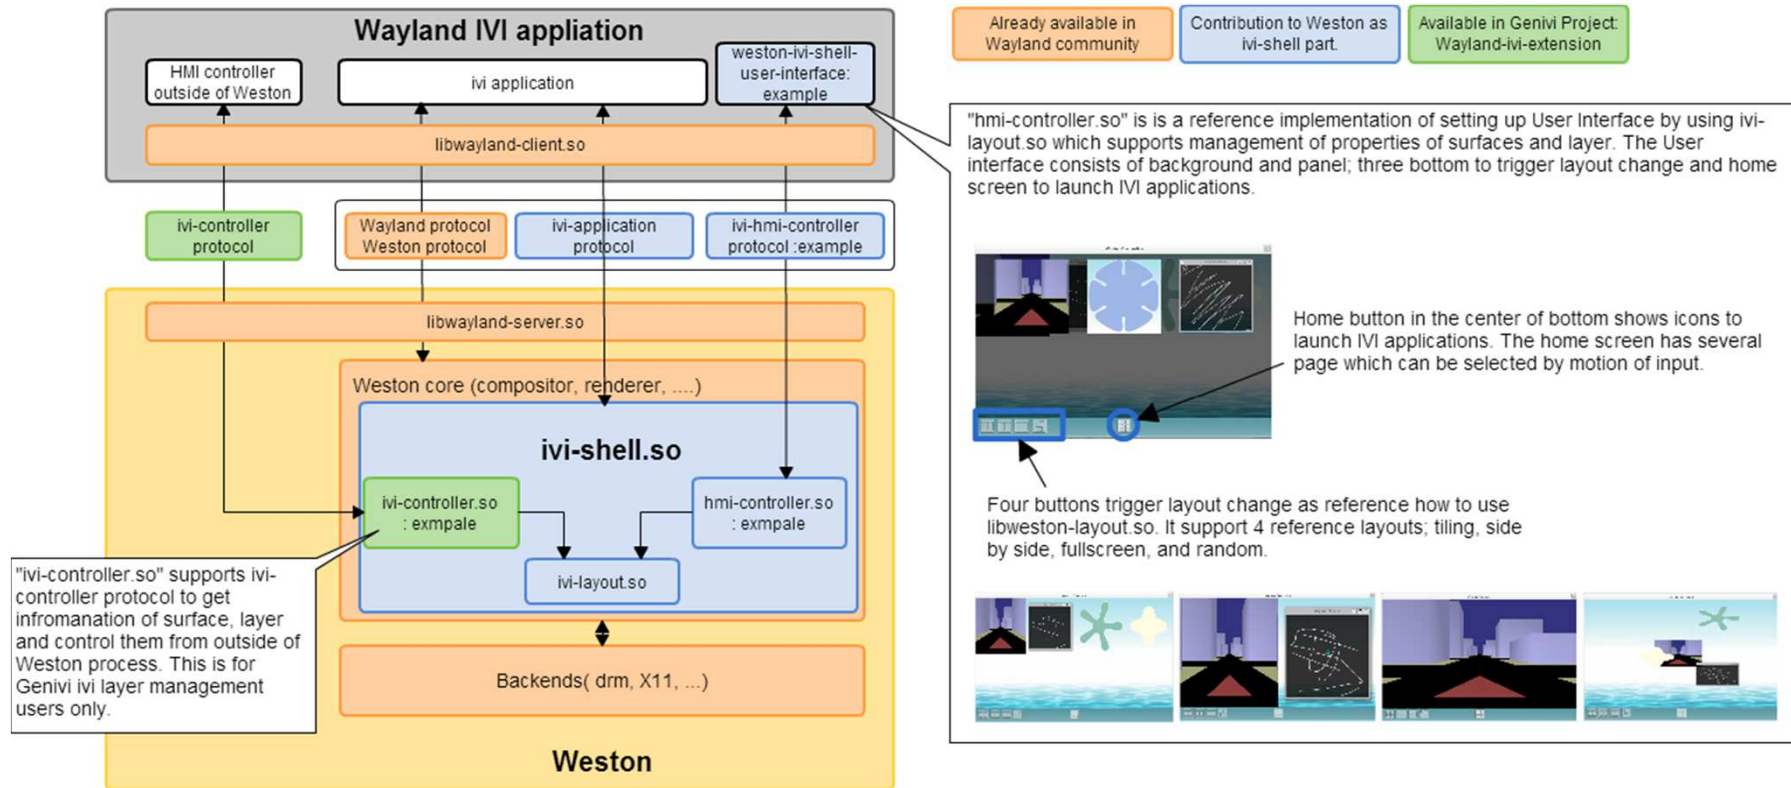 Wayland IVI appliation
HMI controller
outside of Weston
ivi application
weston-ivi-shell-
user-interface:
example
libwayland-client.so
ivi-controller
protocol
Wayland protocol
Weston protocol
ivi-application
protocol
ivi-hmi-controller
protocol :example
libwayland-server.so
Weston core (compositor, renderer, ....)
ivi-shell.so
ivi-controller.so
: exmpale
hmi-controller.so
: exmpale
ivi-layout.so
"ivi-controller.so" supports ivi-
controller protocol to get
infromanation of surface, layer
and control them from outside of
Weston process. This is for
Genivi ivi layer management
users only.
Backends( drm, X11, ...)
Weston
Already available in
Wayland community
Contribution to Weston as
ivi-shell part.
Available in Genivi Project:
Wayland-ivi-extension
"hmi-controller.so" is is a reference implementation of setting up User Interface by using ivi-
layout.so which supports management of properties of surfaces and layer. The User
interface consists of background and panel; three bottom to trigger layout change and home
screen to launch IVI applications.
Home button in the center of bottom shows icons to
launch IVI applications. The home screen has several
page which can be selected by motion of input.
Four buttons trigger layout change as reference how to use
libweston-layout.so. It support 4 reference layouts; tiling, side
by side, fullscreen, and random.